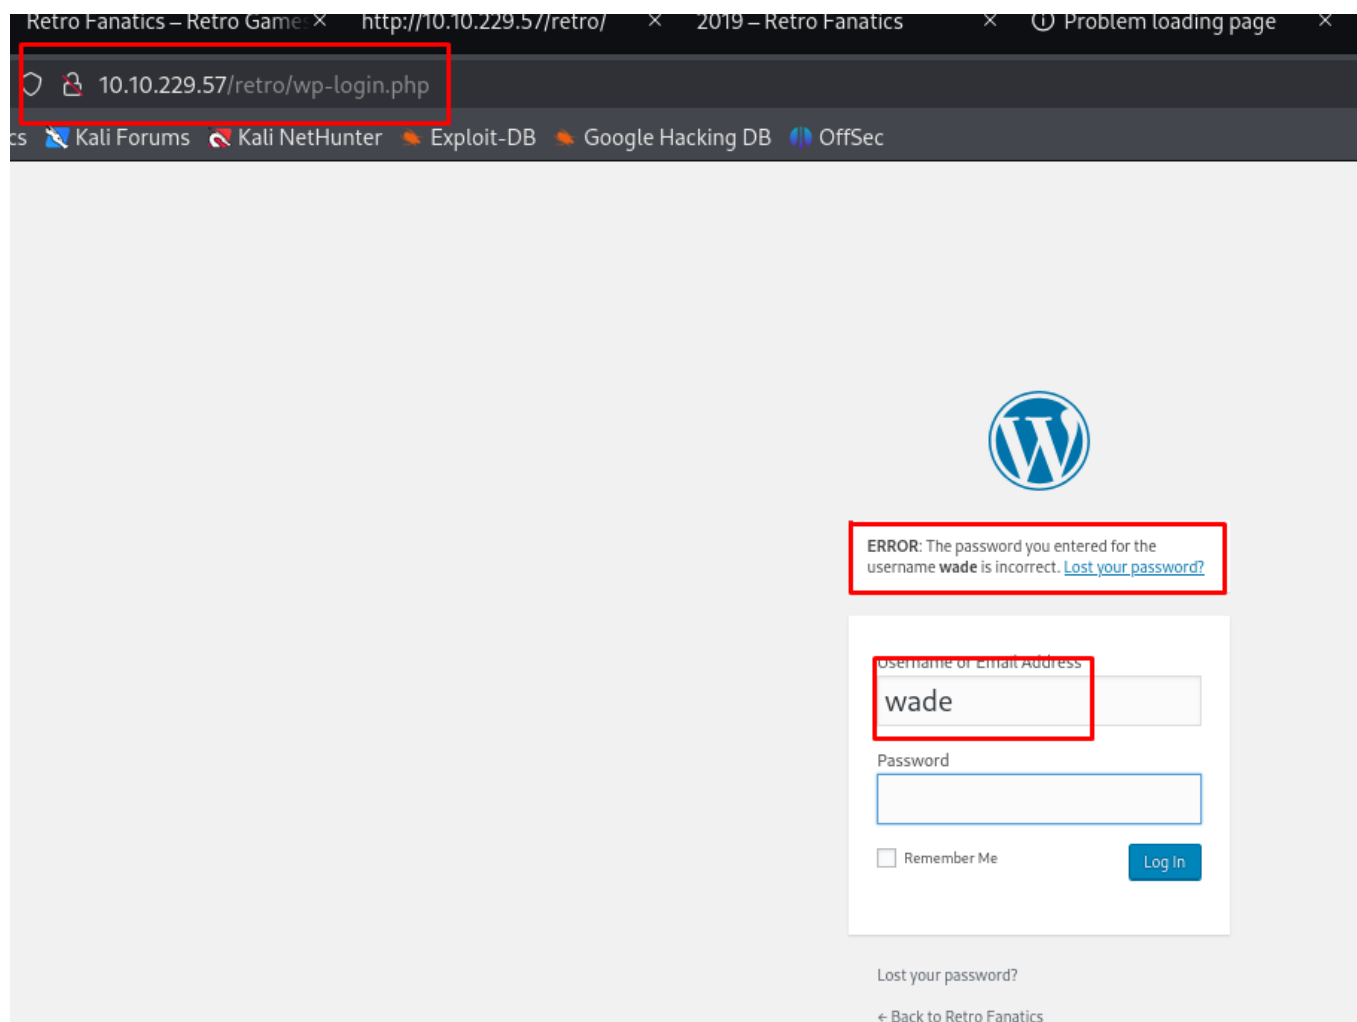 Retro Fanatics – Retro Games × http://10.10.229.57/retro/ × 2019 – Retro Fanatics × Problem loading page ×
10.10.229.57/retro/wp-login.php
cs Kali Forums Kali NetHunter Exploit-DB Google Hacking DB OffSec
ERROR: The password you entered for the
username wade is incorrect. Lost your password?
Username or Email Address
wade
Password
Remember Me Log In
Lost your password?
← Back to Retro Fanatics